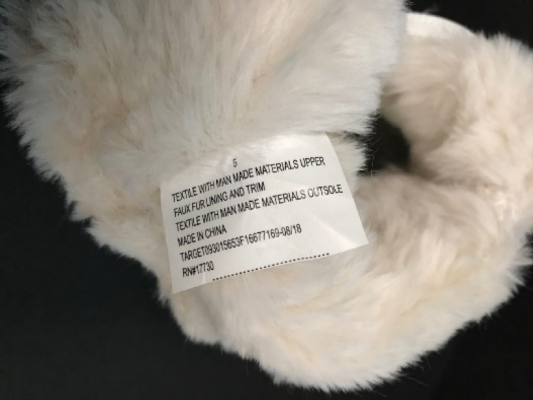 5
TEXTILE WITH MAN MADE MATERIALS UPPER
FAUX FUR LINING AND TRIM
TEXTILE WITH MAN MADE MATERIALS OUTSOLE
MADE IN CHINA
TARGET093015653F16677169-08/18
RN#17730